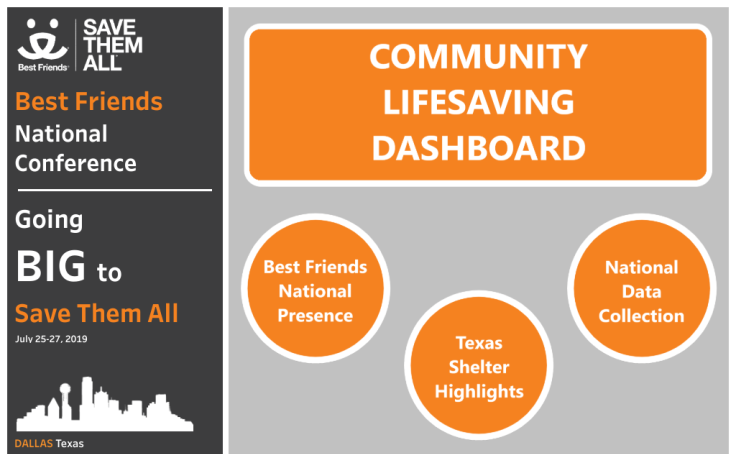 SAVE
THEM
ALL
Best Friends
Best Friends
National
Conference
Going
BIG to
Save Them All
July 25-27, 2019
DALLAS Texas
COMMUNITY
LIFESAVING
DASHBOARD
Best Friends
National
Presence
Texas
Shelter
Highlights
National
Data
Collection